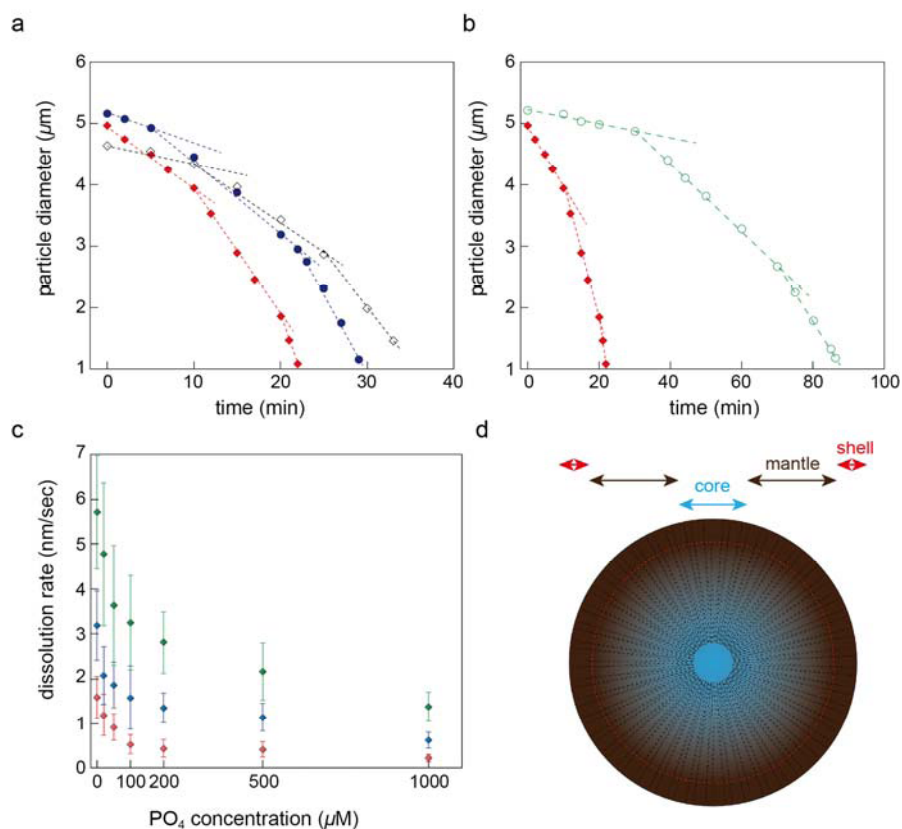 a
6
5
4
3
2
1
particle diameter (µm)
0
10
20
30
40
time (min)
b
6
5
4
3
2
1
particle diameter (µm)
0
20
40
60
80
100
time (min)
c
7
6
5
4
3
2
1
0
dissolution rate (nm/sec)
0
100
200
500
1000
PO₄ concentration (µM)
d
shell
mantle
core